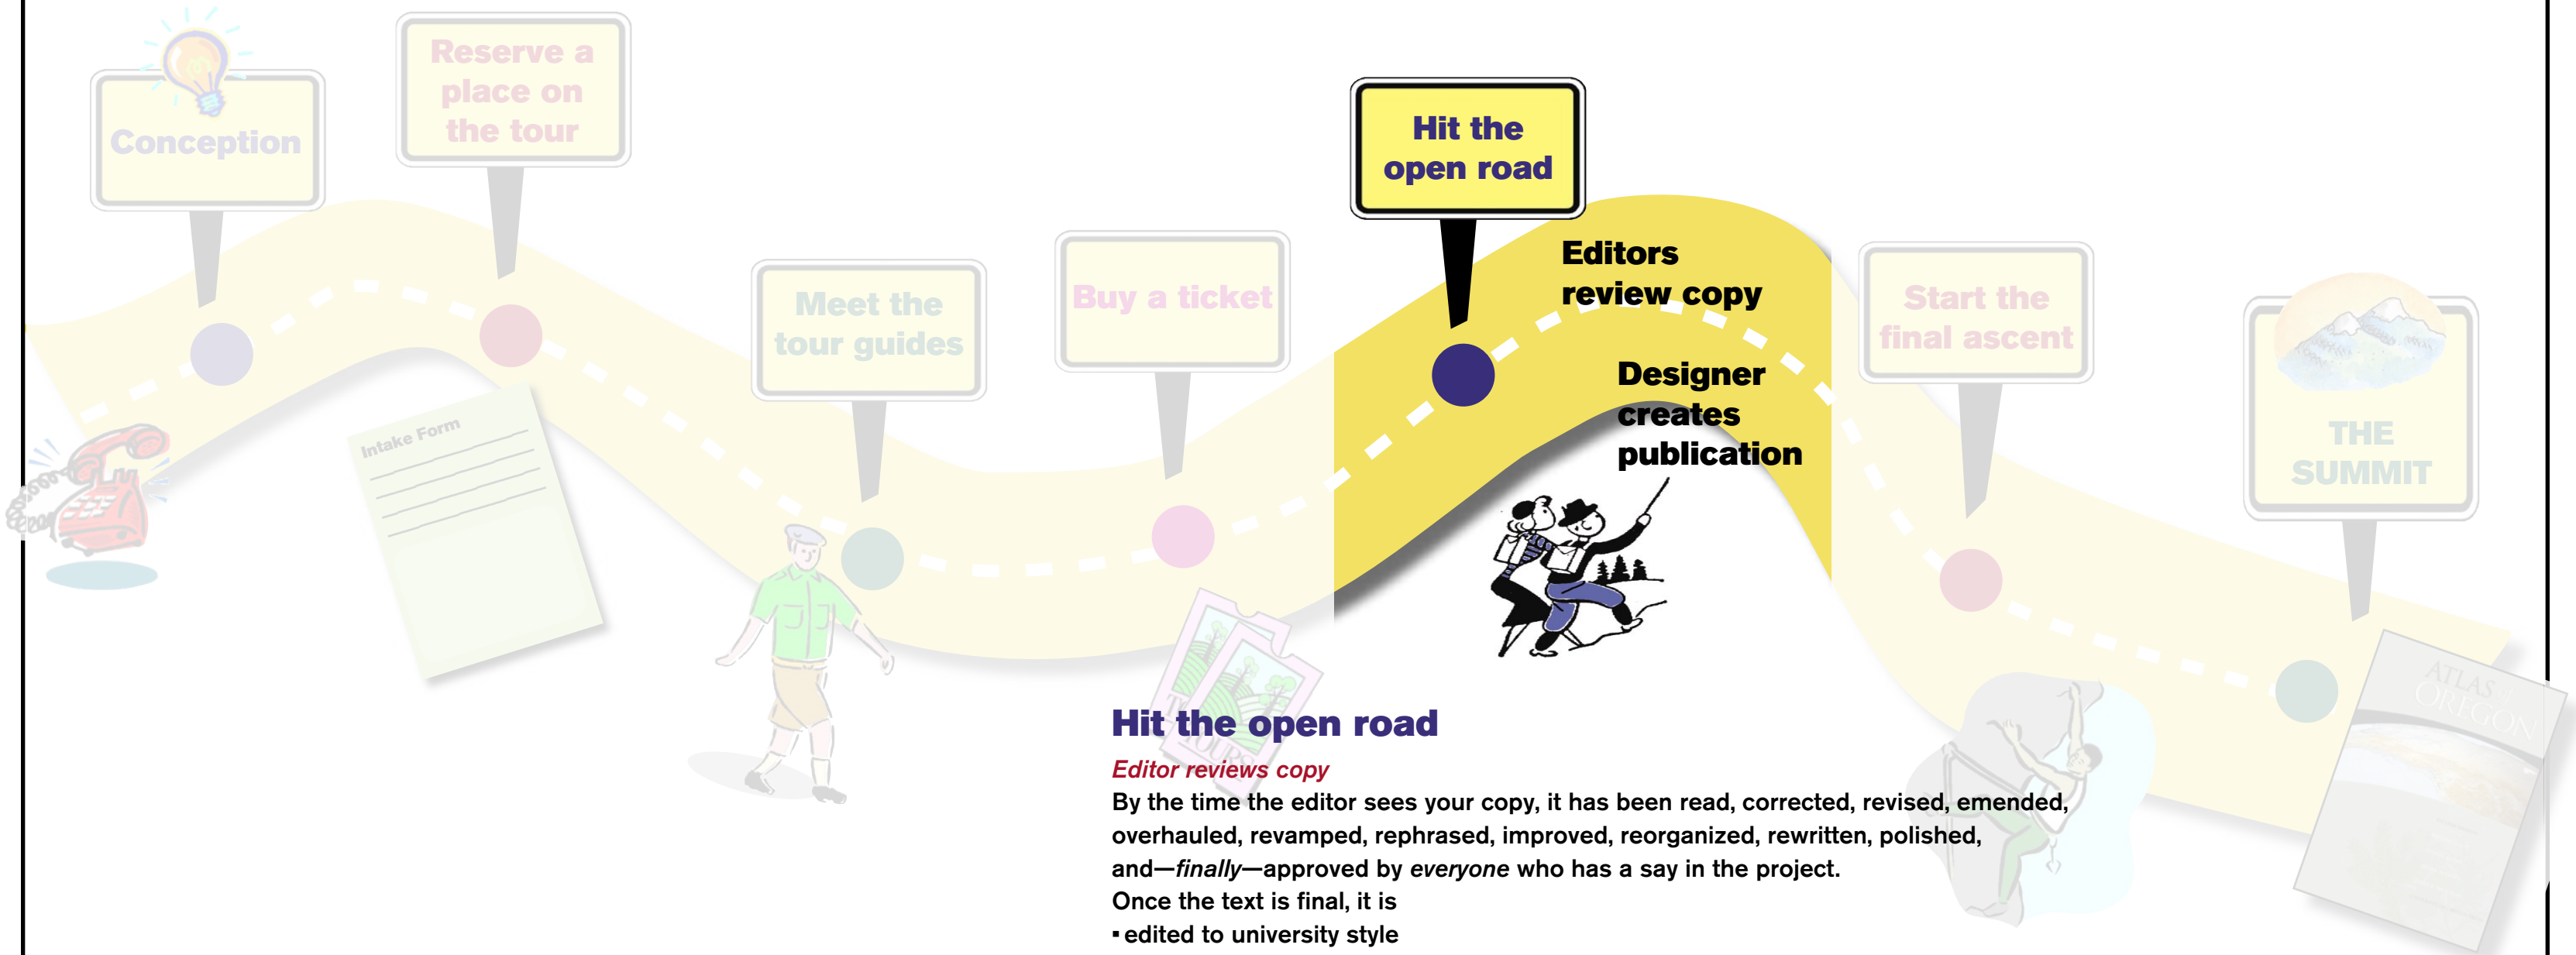 Conception
Reserve a
place on
the tour
Meet the
tour guides
Buy a ticket
Hit the
open road
Editors
review copy
Designer
creates
publication
Start the
final ascent
THE
SUMMIT
Intake Form
TOURS
ATLAS of
OREGON
Hit the open road
Editor reviews copy
By the time the editor sees your copy, it has been read, corrected, revised, emended,
overhauled, revamped, rephrased, improved, reorganized, rewritten, polished,
and—finally—approved by everyone who has a say in the project.
Once the text is final, it is
▪ edited to university style